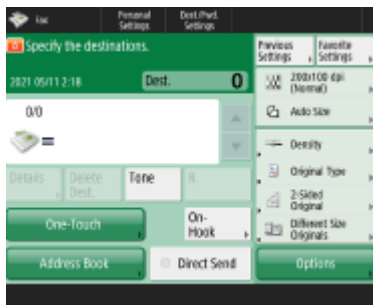 Fax
Personal
Settings
Dest./Pwd.
Settings
Specify the destinations.
Previous
Settings
Favorite
Settings
2021 05/11 2:18
Dest.
0
200x100 dpi
(Normal)
0/0
Auto Size
=
Density
Details
Delete
Dest.
Tone
R
Original Type
2-Sided
Original
One-Touch
On-
Hook
Different Size
Originals
Address Book
Direct Send
Options